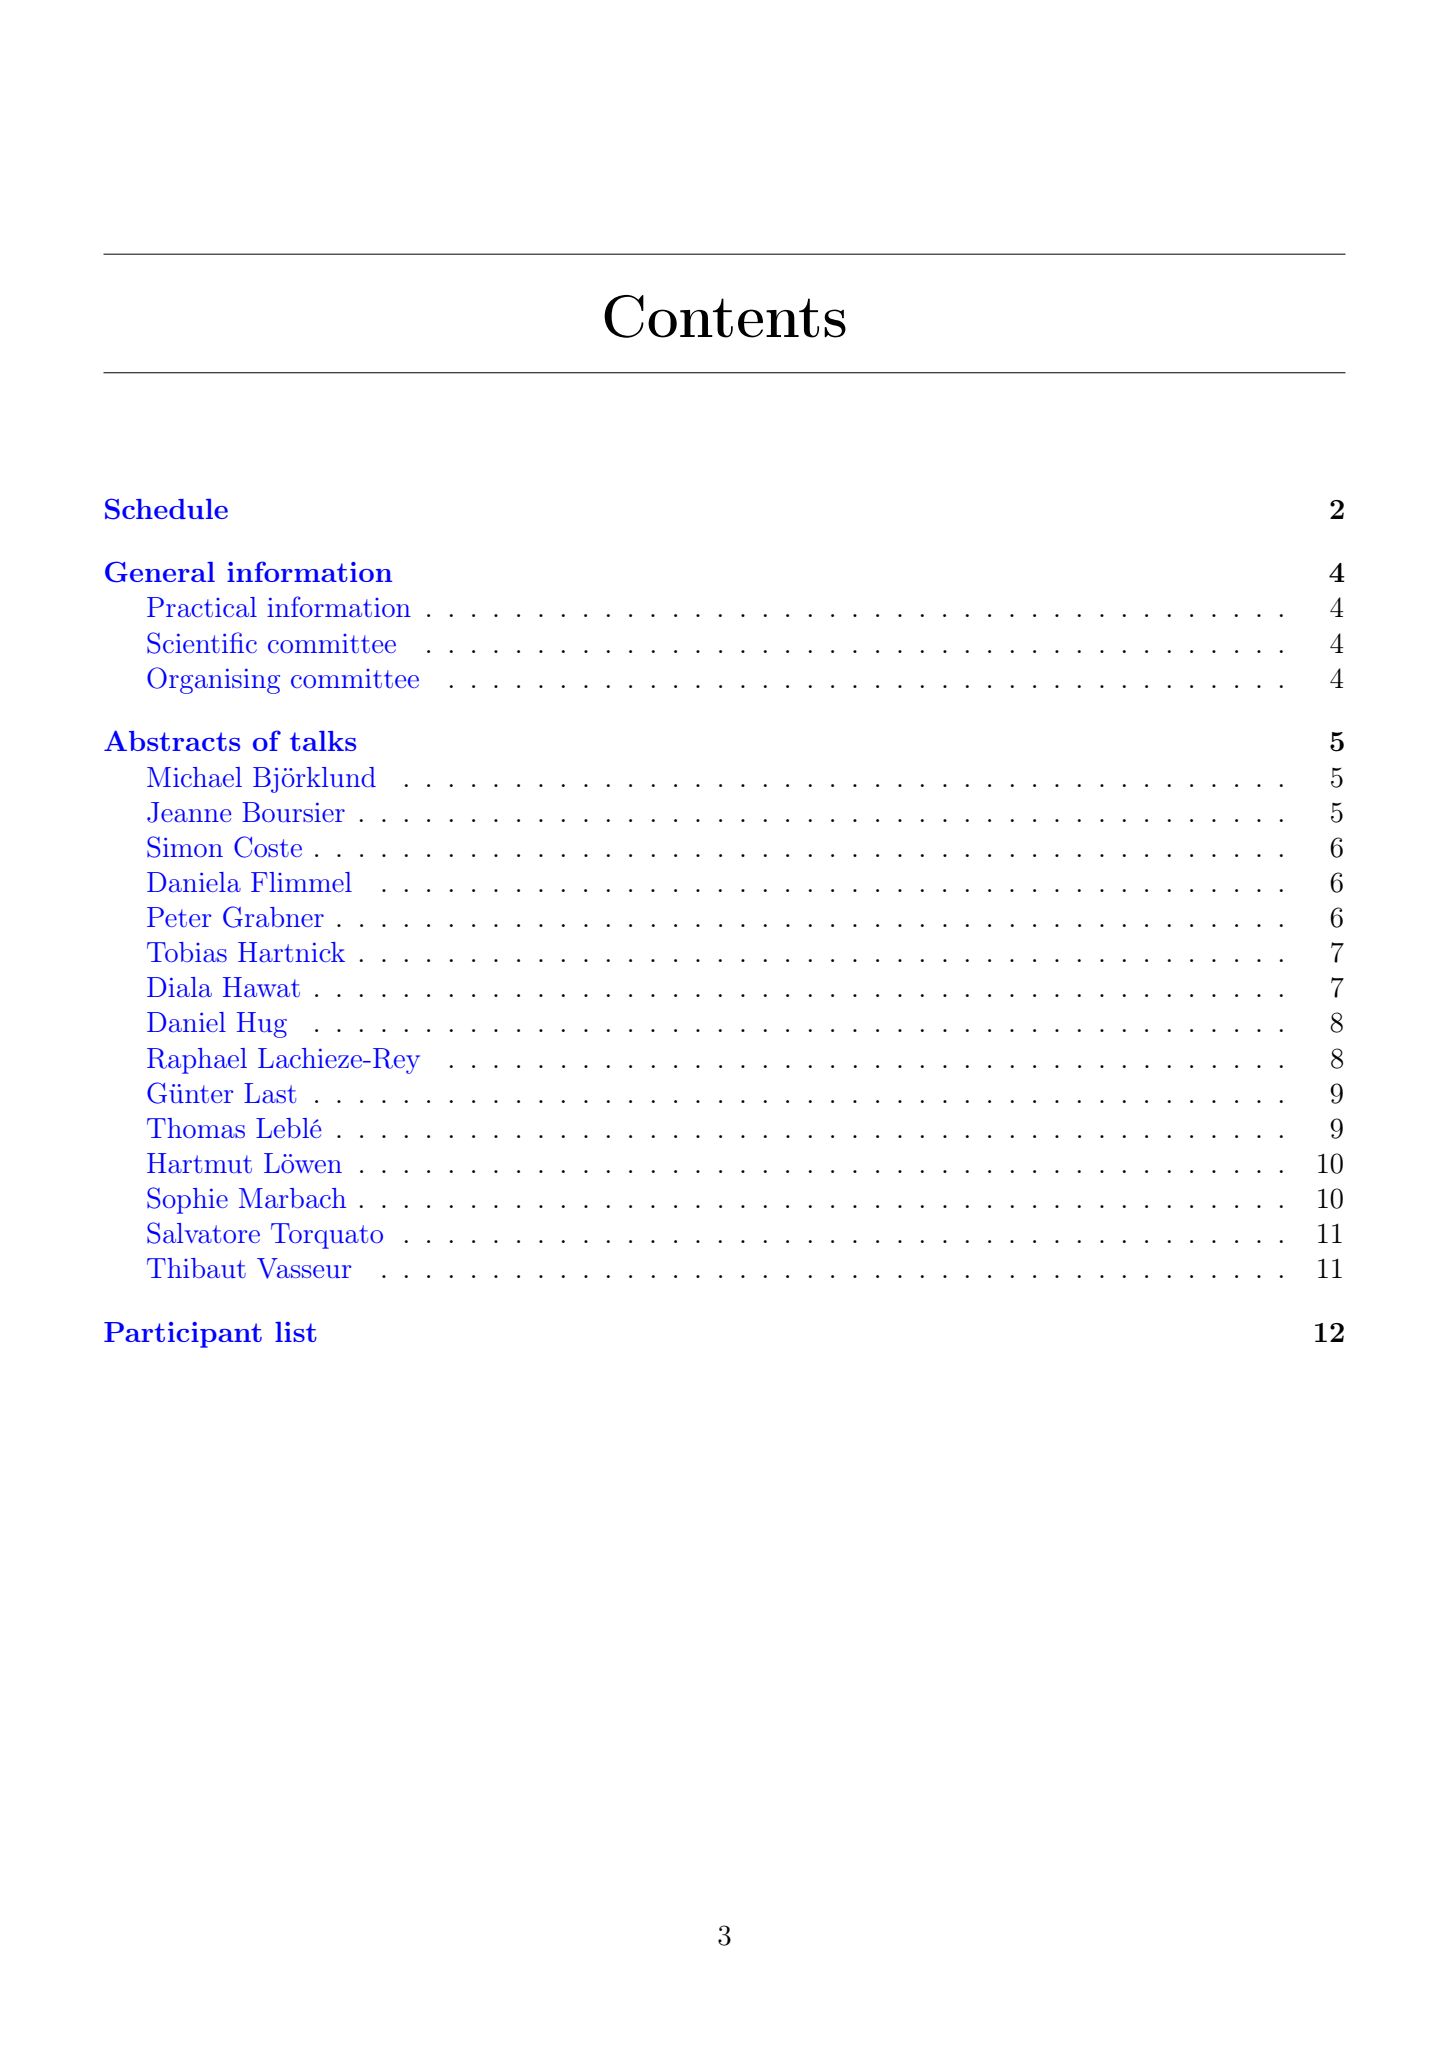 Contents
Schedule 2
General information 4
Practical information . . . . . . . . . . . . . . . . . . . . . . . . . . . . . . . . . . . . . . . 4
Scientific committee . . . . . . . . . . . . . . . . . . . . . . . . . . . . . . . . . . . . . . . 4
Organising committee . . . . . . . . . . . . . . . . . . . . . . . . . . . . . . . . . . . . . . 4
Abstracts of talks 5
Michael Björklund . . . . . . . . . . . . . . . . . . . . . . . . . . . . . . . . . . . . . . . . 5
Jeanne Boursier . . . . . . . . . . . . . . . . . . . . . . . . . . . . . . . . . . . . . . . . . . 5
Simon Coste . . . . . . . . . . . . . . . . . . . . . . . . . . . . . . . . . . . . . . . . . . . . 6
Daniela Flimmel . . . . . . . . . . . . . . . . . . . . . . . . . . . . . . . . . . . . . . . . . 6
Peter Grabner . . . . . . . . . . . . . . . . . . . . . . . . . . . . . . . . . . . . . . . . . . . 6
Tobias Hartnick . . . . . . . . . . . . . . . . . . . . . . . . . . . . . . . . . . . . . . . . . . 7
Diala Hawat . . . . . . . . . . . . . . . . . . . . . . . . . . . . . . . . . . . . . . . . . . . . 7
Daniel Hug . . . . . . . . . . . . . . . . . . . . . . . . . . . . . . . . . . . . . . . . . . . . 8
Raphael Lachieze-Rey . . . . . . . . . . . . . . . . . . . . . . . . . . . . . . . . . . . . . . 8
Günter Last . . . . . . . . . . . . . . . . . . . . . . . . . . . . . . . . . . . . . . . . . . . . 9
Thomas Leblé . . . . . . . . . . . . . . . . . . . . . . . . . . . . . . . . . . . . . . . . . . . 9
Hartmut Löwen . . . . . . . . . . . . . . . . . . . . . . . . . . . . . . . . . . . . . . . . . . 10
Sophie Marbach . . . . . . . . . . . . . . . . . . . . . . . . . . . . . . . . . . . . . . . . . . 10
Salvatore Torquato . . . . . . . . . . . . . . . . . . . . . . . . . . . . . . . . . . . . . . . . 11
Thibaut Vasseur . . . . . . . . . . . . . . . . . . . . . . . . . . . . . . . . . . . . . . . . . 11
Participant list 12
3